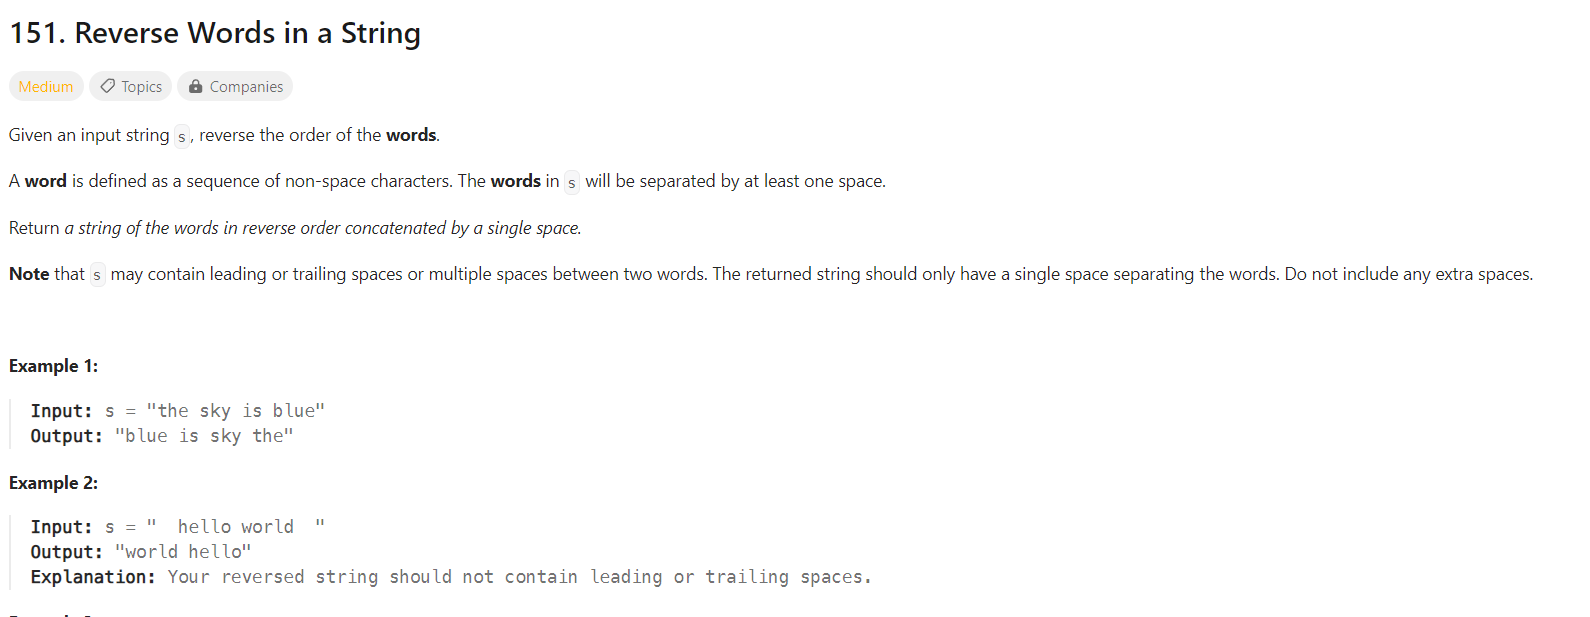 151. Reverse Words in a String
Medium Topics Companies
Given an input string s, reverse the order of the words.
A word is defined as a sequence of non-space characters. The words in s will be separated by at least one space.
Return a string of the words in reverse order concatenated by a single space.
Note that s may contain leading or trailing spaces or multiple spaces between two words. The returned string should only have a single space separating the words. Do not include any extra spaces.
Example 1:
Input: s = "the sky is blue"
Output: "blue is sky the"
Example 2:
Input: s = "  hello world  "
Output: "world hello"
Explanation: Your reversed string should not contain leading or trailing spaces.